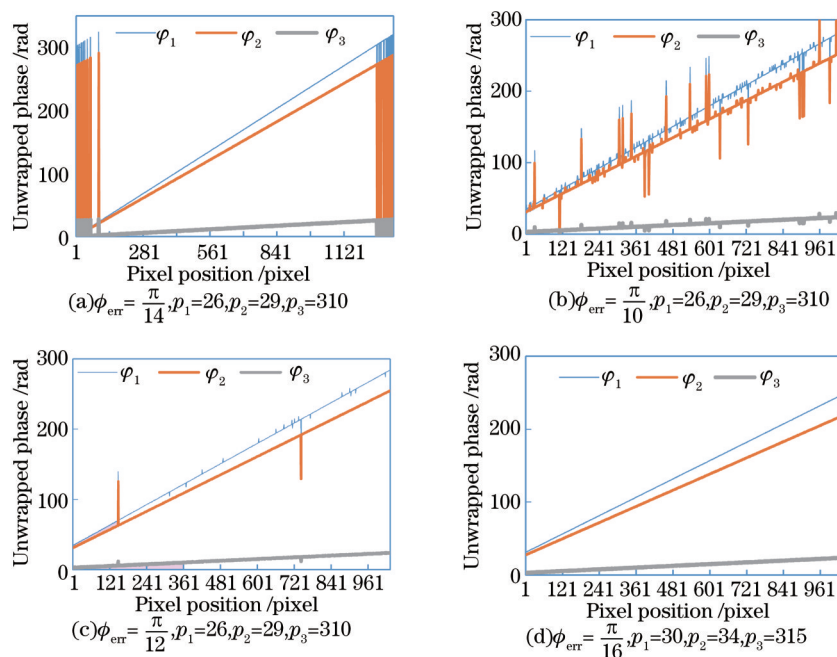 φ₁ φ₂ φ₃
Unwrapped phase /rad
300
200
100
0
1 281 561 841 1121
Pixel position /pixel
(a)ϕerr= π/14 ,p₁=26,p₂=29,p₃=310
φ₁ φ₂ φ₃
Unwrapped phase /rad
300
200
100
0
1 121 241 361 481 601 721 841 961
Pixel position /pixel
(b)ϕerr= π/10 ,p₁=26,p₂=29,p₃=310
φ₁ φ₂ φ₃
Unwrapped phase /rad
300
200
100
0
1 121 241 361 481 601 721 841 961
Pixel position /pixel
(c)ϕerr= π/12 ,p₁=26,p₂=29,p₃=310
φ₁ φ₂ φ₃
Unwrapped phase /rad
300
200
100
0
1 121 241 361 481 601 721 841 961
Pixel position /pixel
(d)ϕerr= π/16 ,p₁=30,p₂=34,p₃=315